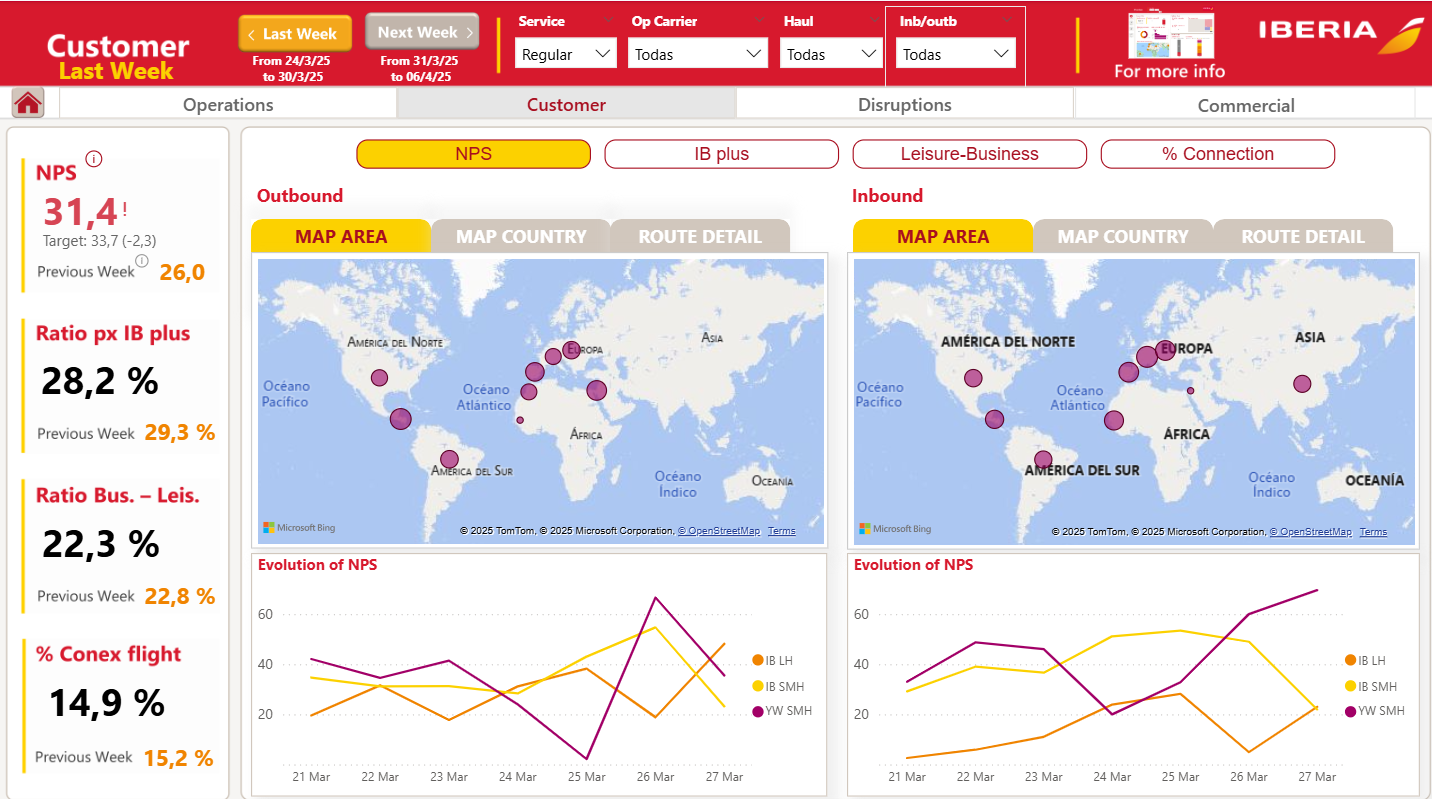 Customer
Last Week
< Last Week
From 24/3/25
to 30/3/25
Next Week >
From 31/3/25
to 06/4/25
Service
Regular
Op Carrier
Todas
Haul
Todas
Inb/outb
Todas
For more info
IBERIA
Operations
Customer
Disruptions
Commercial
NPS i
31,4 !
Target: 33,7 (-2,3)
Previous Week i 26,0
Ratio px IB plus
28,2 %
Previous Week 29,3 %
Ratio Bus. – Leis.
22,3 %
Previous Week 22,8 %
% Conex flight
14,9 %
Previous Week 15,2 %
NPS
IB plus
Leisure-Business
% Connection
Outbound
MAP AREA
MAP COUNTRY
ROUTE DETAIL
AMÉRICA DEL NORTE
EUROPA
ASIA
Océano
Pacífico
Océano
Atlántico
ÁFRICA
AMÉRICA DEL SUR
Océano
Índico
OCEANÍA
Microsoft Bing
© 2025 TomTom, © 2025 Microsoft Corporation, © OpenStreetMap Terms
Evolution of NPS
60
40
20
21 Mar 22 Mar 23 Mar 24 Mar 25 Mar 26 Mar 27 Mar
IB LH
IB SMH
YW SMH
Inbound
MAP AREA
MAP COUNTRY
ROUTE DETAIL
AMÉRICA DEL NORTE
EUROPA
ASIA
Océano
Pacífico
Océano
Atlántico
ÁFRICA
AMÉRICA DEL SUR
Océano
Índico
OCEANÍA
Microsoft Bing
© 2025 TomTom, © 2025 Microsoft Corporation, © OpenStreetMap Terms
Evolution of NPS
60
40
20
21 Mar 22 Mar 23 Mar 24 Mar 25 Mar 26 Mar 27 Mar
IB LH
IB SMH
YW SMH